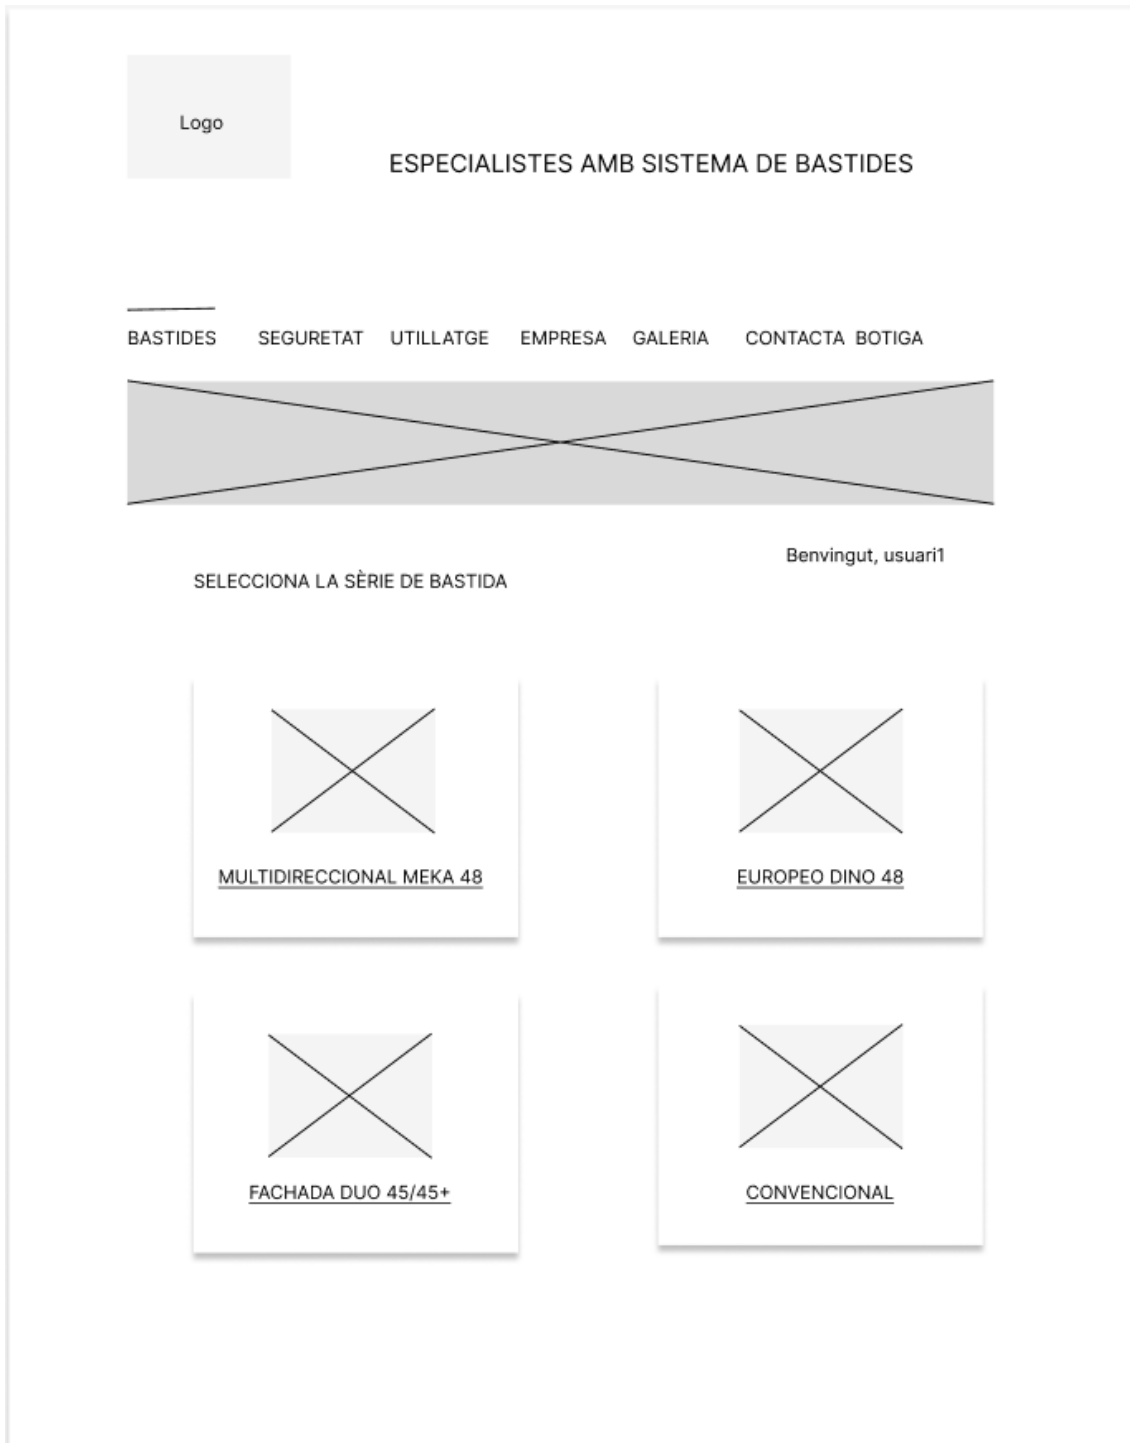 Logo
ESPECIALISTES AMB SISTEMA DE BASTIDES
BASTIDES SEGURETAT UTILLATGE EMPRESA GALERIA CONTACTA BOTIGA
Benvingut, usuari1
SELECCIONA LA SÈRIE DE BASTIDA
MULTIDIRECCIONAL MEKA 48
EUROPEO DINO 48
FACHADA DUO 45/45+
CONVENCIONAL